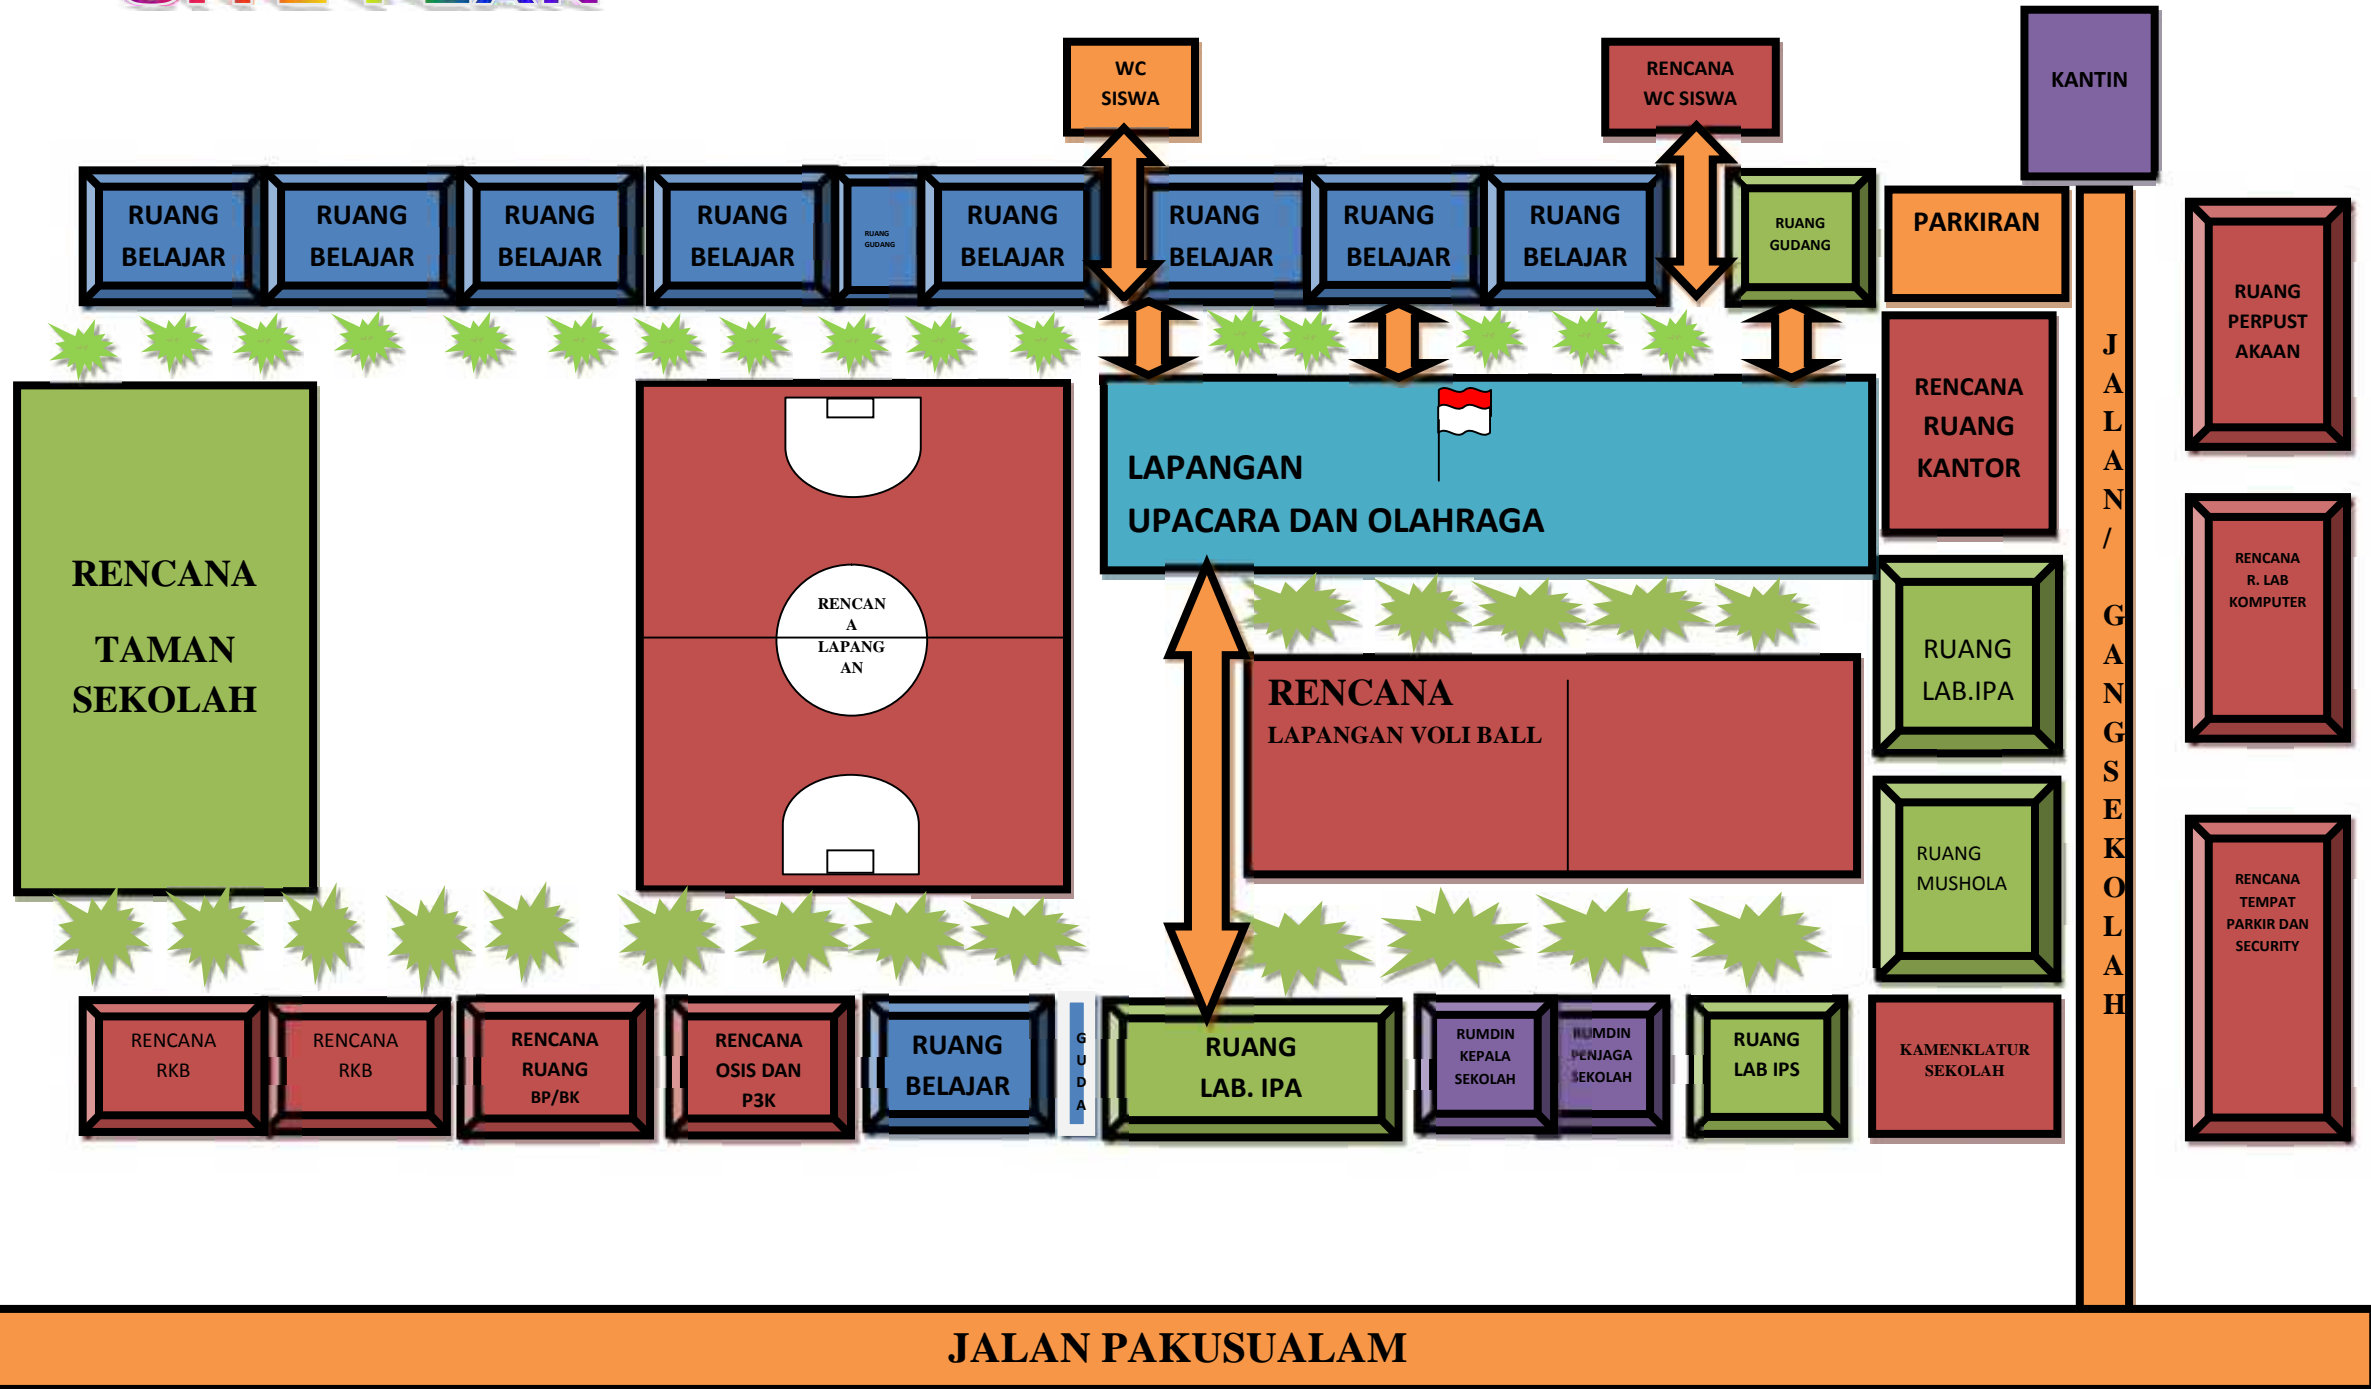 WC
SISWA
RENCANA
WC SISWA
KANTIN
RUANG
BELAJAR
RUANG
BELAJAR
RUANG
BELAJAR
RUANG
BELAJAR
RUANG
GUDANG
RUANG
BELAJAR
RUANG
BELAJAR
RUANG
BELAJAR
RUANG
BELAJAR
RUANG
GUDANG
PARKIRAN
RUANG
PERPUST
AKAAN
RENCANA
RUANG
KANTOR
LAPANGAN
UPACARA DAN OLAHRAGA
RENCANA
TAMAN
SEKOLAH
RENCAN
A
LAPANG
AN
RENCANA
LAPANGAN VOLI BALL
RUANG
LAB.IPA
RUANG
MUSHOLA
J
A
L
A
N
/
G
A
N
G
S
E
K
O
L
A
H
RENCANA
R. LAB
KOMPUTER
RENCANA
TEMPAT
PARKIR DAN
SECURITY
RENCANA
RKB
RENCANA
RKB
RENCANA
RUANG
BP/BK
RENCANA
OSIS DAN
P3K
RUANG
BELAJAR
G
U
D
A
RUANG
LAB. IPA
RUMDIN
KEPALA
SEKOLAH
RUMDIN
PENJAGA
SEKOLAH
RUANG
LAB IPS
KAMENKLATUR
SEKOLAH
JALAN PAKUSUALAM